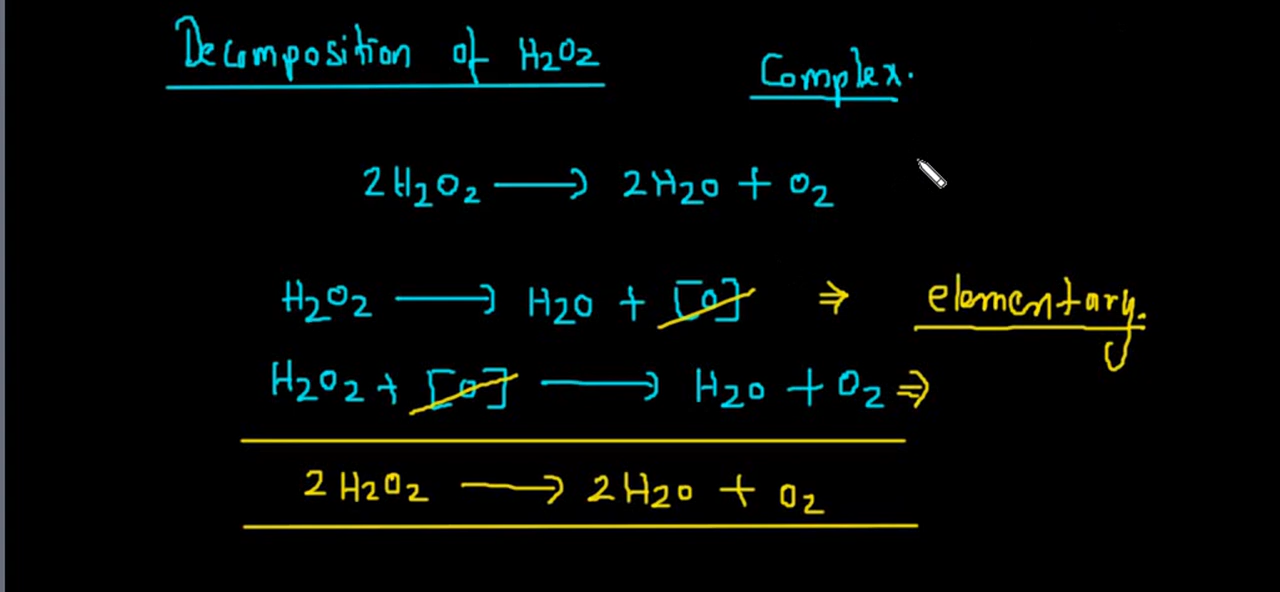 Decomposition of H2O2 Complex.
2H2O2 ⟶ 2H2O + O2
H2O2 ⟶ H2O + [O] ⇒ elementary.
H2O2 + [O] ⟶ H2O + O2 ⇒
2H2O2 ⟶ 2H2O + O2